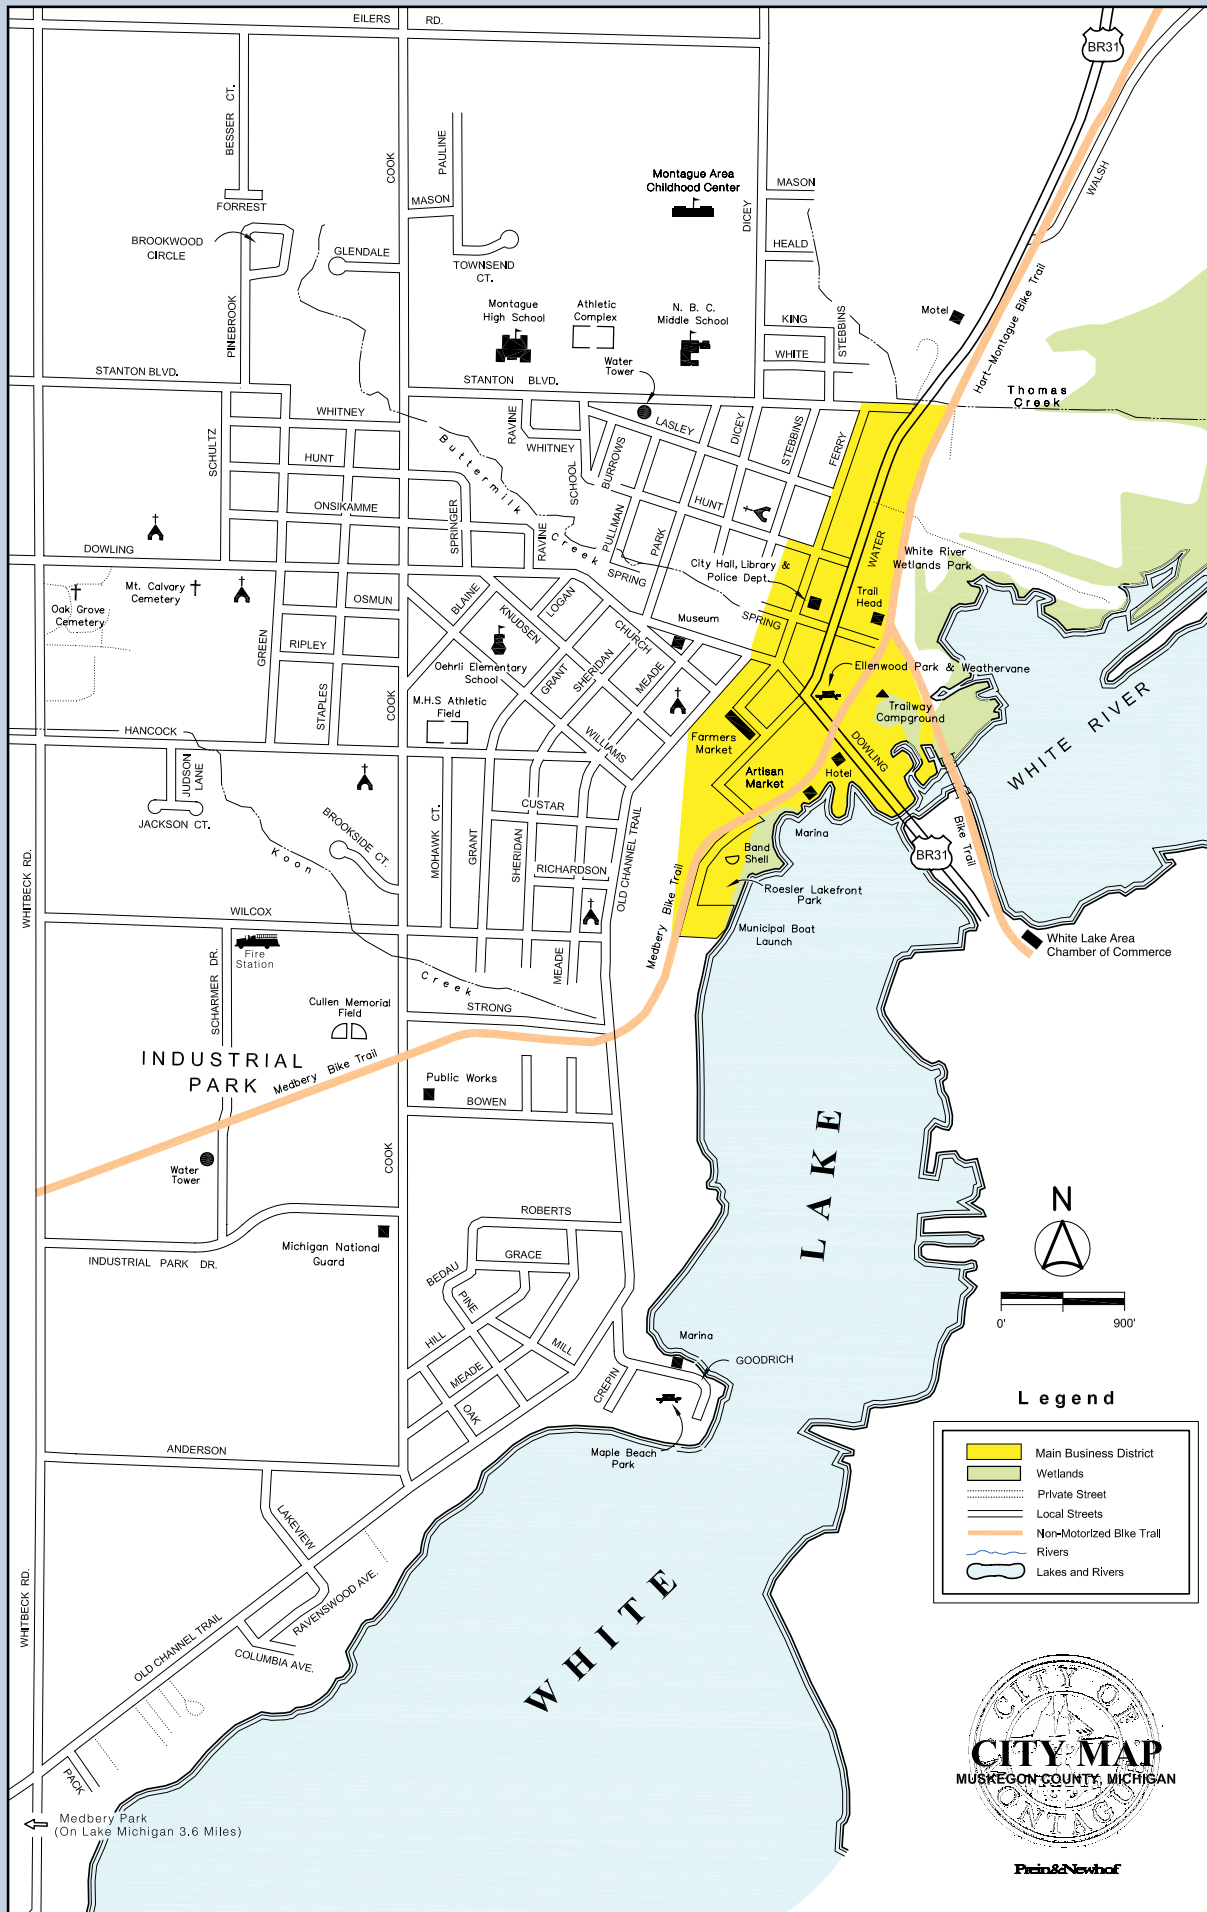 EILERS RD.
BR31
BESSER CT.
COOK
PAULINE
MASON
Montague Area
Childhood Center
DICEY
MASON
WALSH
FORREST
BROOKWOOD
CIRCLE
GLENDALE
TOWNSEND
CT.
HEALD
Hart-Montague Bike Trail
PINEBROOK
Montague
High School
Athletic
Complex
N. B. C.
Middle School
KING
STEBBINS
Motel
WHITE
Water
Tower
STANTON BLVD.
STANTON BLVD.
Thomas
Creek
WHITNEY
RAVINE
LASLEY
DICEY
STEBBINS
FERRY
SCHULTZ
HUNT
Buttermilk
Creek
WHITNEY
SCHOOL
BURROWS
ONSIKAMME
SPRINGER
RAVINE
PULLMAN
PARK
HUNT
WATER
DOWLING
White River
Wetlands Park
City Hall, Library &
Police Dept.
SPRING
Mt. Calvary
Cemetery
Oak Grove
Cemetery
OSMUN
BLAINE
KNUDSEN
LOGAN
CHURCH
Museum
SPRING
Trail
Head
GREEN
RIPLEY
Oehrli Elementary
School
GRANT
SHERIDAN
MEADE
Ellenwood Park & Weathervane
STAPLES
COOK
M.H.S Athletic
Field
Trailway
Campground
WHITE RIVER
HANCOCK
WILLIAMS
Farmers
Market
DOWLING
JUDSON
LANE
Artisan
Market
Hotel
JACKSON CT.
BROOKSIDE CT.
MOHAWK CT.
GRANT
SHERIDAN
CUSTAR
OLD CHANNEL TRAIL
Marina
Bike Trail
Koon
Creek
RICHARDSON
Band
Shell
BR31
WHITBECK RD.
Medbery Bike Trail
Roesler Lakefront
Park
WILCOX
Municipal Boat
Launch
White Lake Area
Chamber of Commerce
Fire
Station
SCHARMER DR.
MEADE
Cullen Memorial
Field
STRONG
INDUSTRIAL
PARK
Medbery Bike Trail
Public Works
BOWEN
Water
Tower
COOK
LAKE
N
Michigan National
Guard
INDUSTRIAL PARK DR.
ROBERTS
GRACE
BEDAU
PINE
HILL
MILL
MEADE
OAK
0' 900'
Marina
GOODRICH
CREPIN
Maple Beach
Park
ANDERSON
Legend
Main Business District
Wetlands
Private Street
Local Streets
Non-Motorized Bike Trail
Rivers
Lakes and Rivers
LAKEVIEW
RAVENSWOOD AVE.
WHITBECK RD.
OLD CHANNEL TRAIL
COLUMBIA AVE.
WHITE
PACK
Medbery Park
(On Lake Michigan 3.6 Miles)
CITY OF
MONTAGUE
CITY MAP
MUSKEGON COUNTY, MICHIGAN
Prein&Newhof